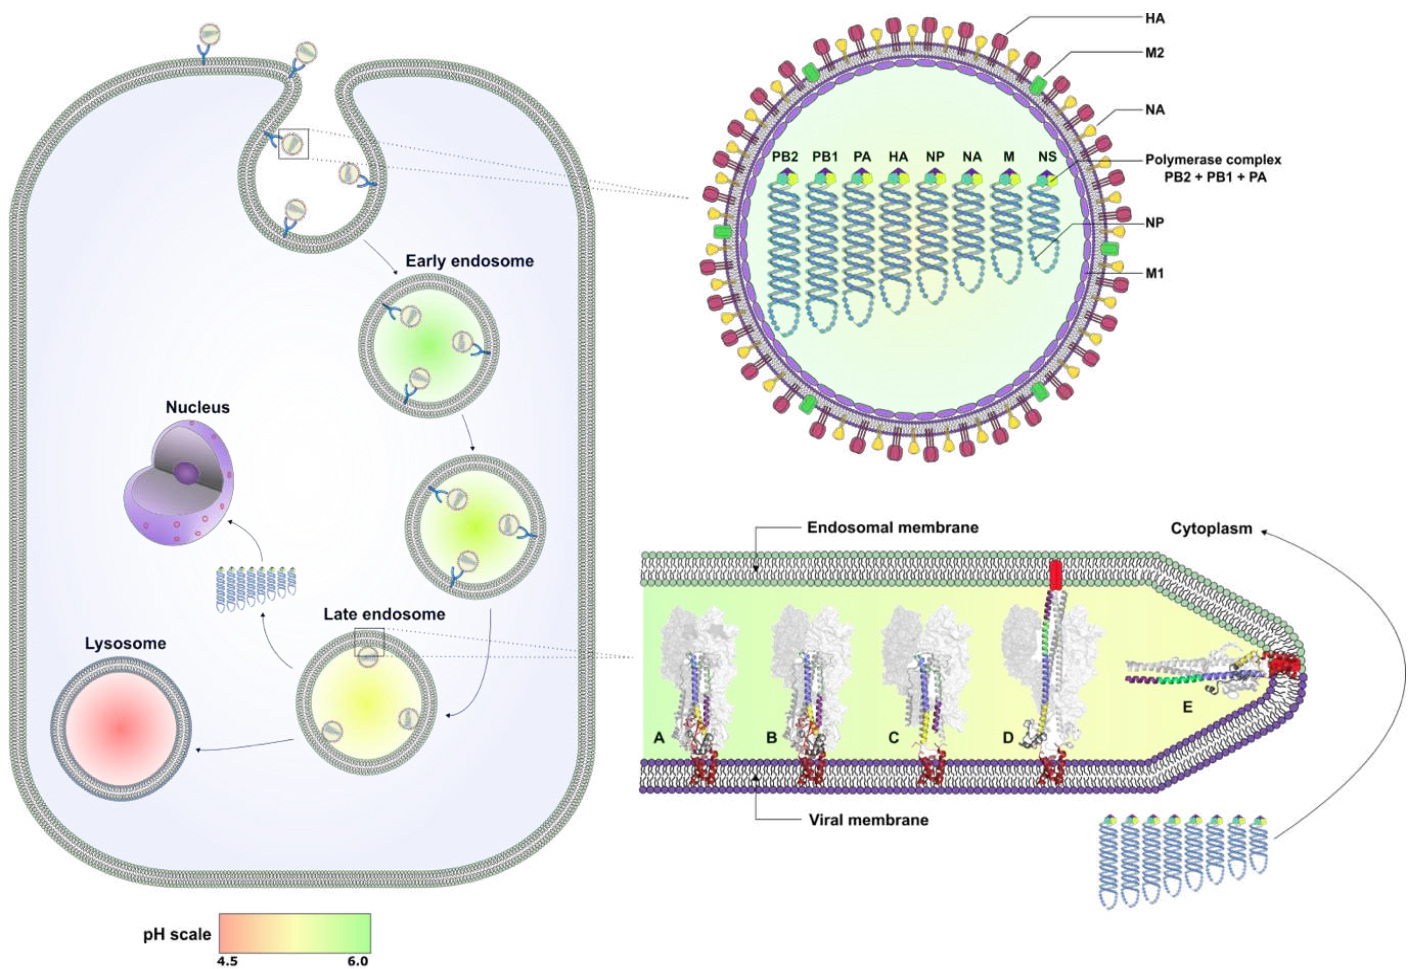 HA
M2
NA
PB2 PB1 PA HA NP NA M NS
Polymerase complex
PB2 + PB1 + PA
NP
M1
Early endosome
Nucleus
Late endosome
Lysosome
Endosomal membrane
Cytoplasm
A B C D E
Viral membrane
pH scale
4.5 6.0